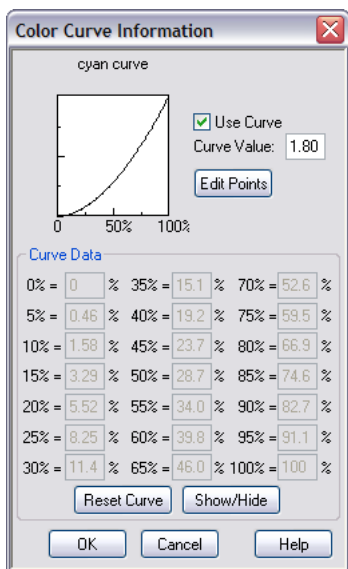 Color Curve Information
cyan curve
Use Curve
Curve Value: 1.80
Edit Points
0 50% 100%
Curve Data
0% = 0 % 35% = 15.1 % 70% = 52.6 %
5% = 0.46 % 40% = 19.2 % 75% = 59.5 %
10% = 1.58 % 45% = 23.7 % 80% = 66.9 %
15% = 3.29 % 50% = 28.7 % 85% = 74.6 %
20% = 5.52 % 55% = 34.0 % 90% = 82.7 %
25% = 8.25 % 60% = 39.8 % 95% = 91.1 %
30% = 11.4 % 65% = 46.0 % 100% = 100 %
Reset Curve Show/Hide
OK Cancel Help